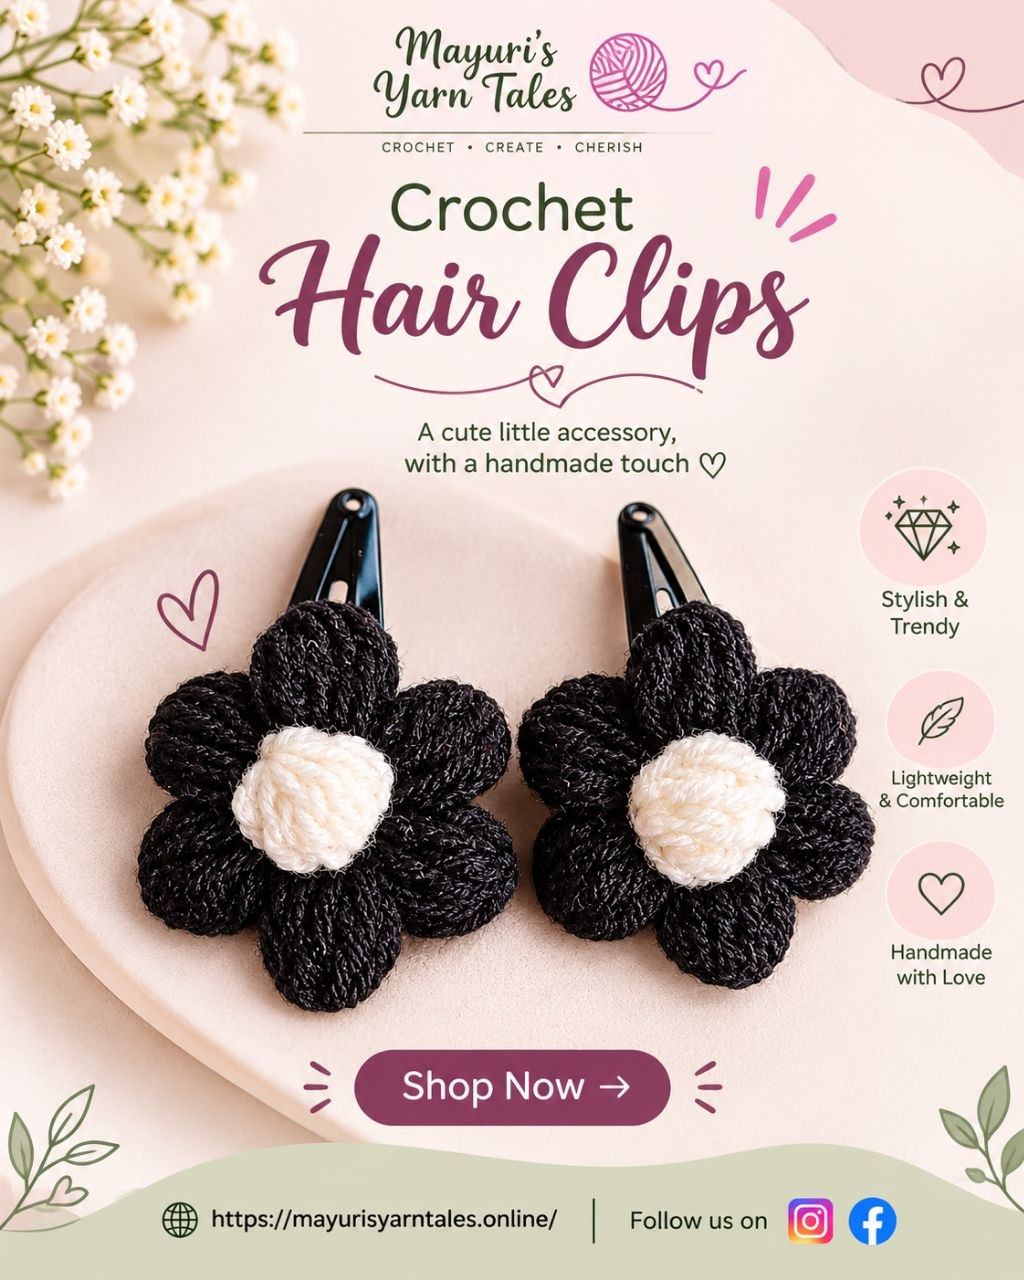 Mayuri's
Yarn Tales
CROCHET • CREATE • CHERISH
Crochet
Hair Clips
A cute little accessory,
with a handmade touch ♡
Stylish &
Trendy
Lightweight
& Comfortable
Handmade
with Love
Shop Now →
https://mayurisyarntales.online/
Follow us on